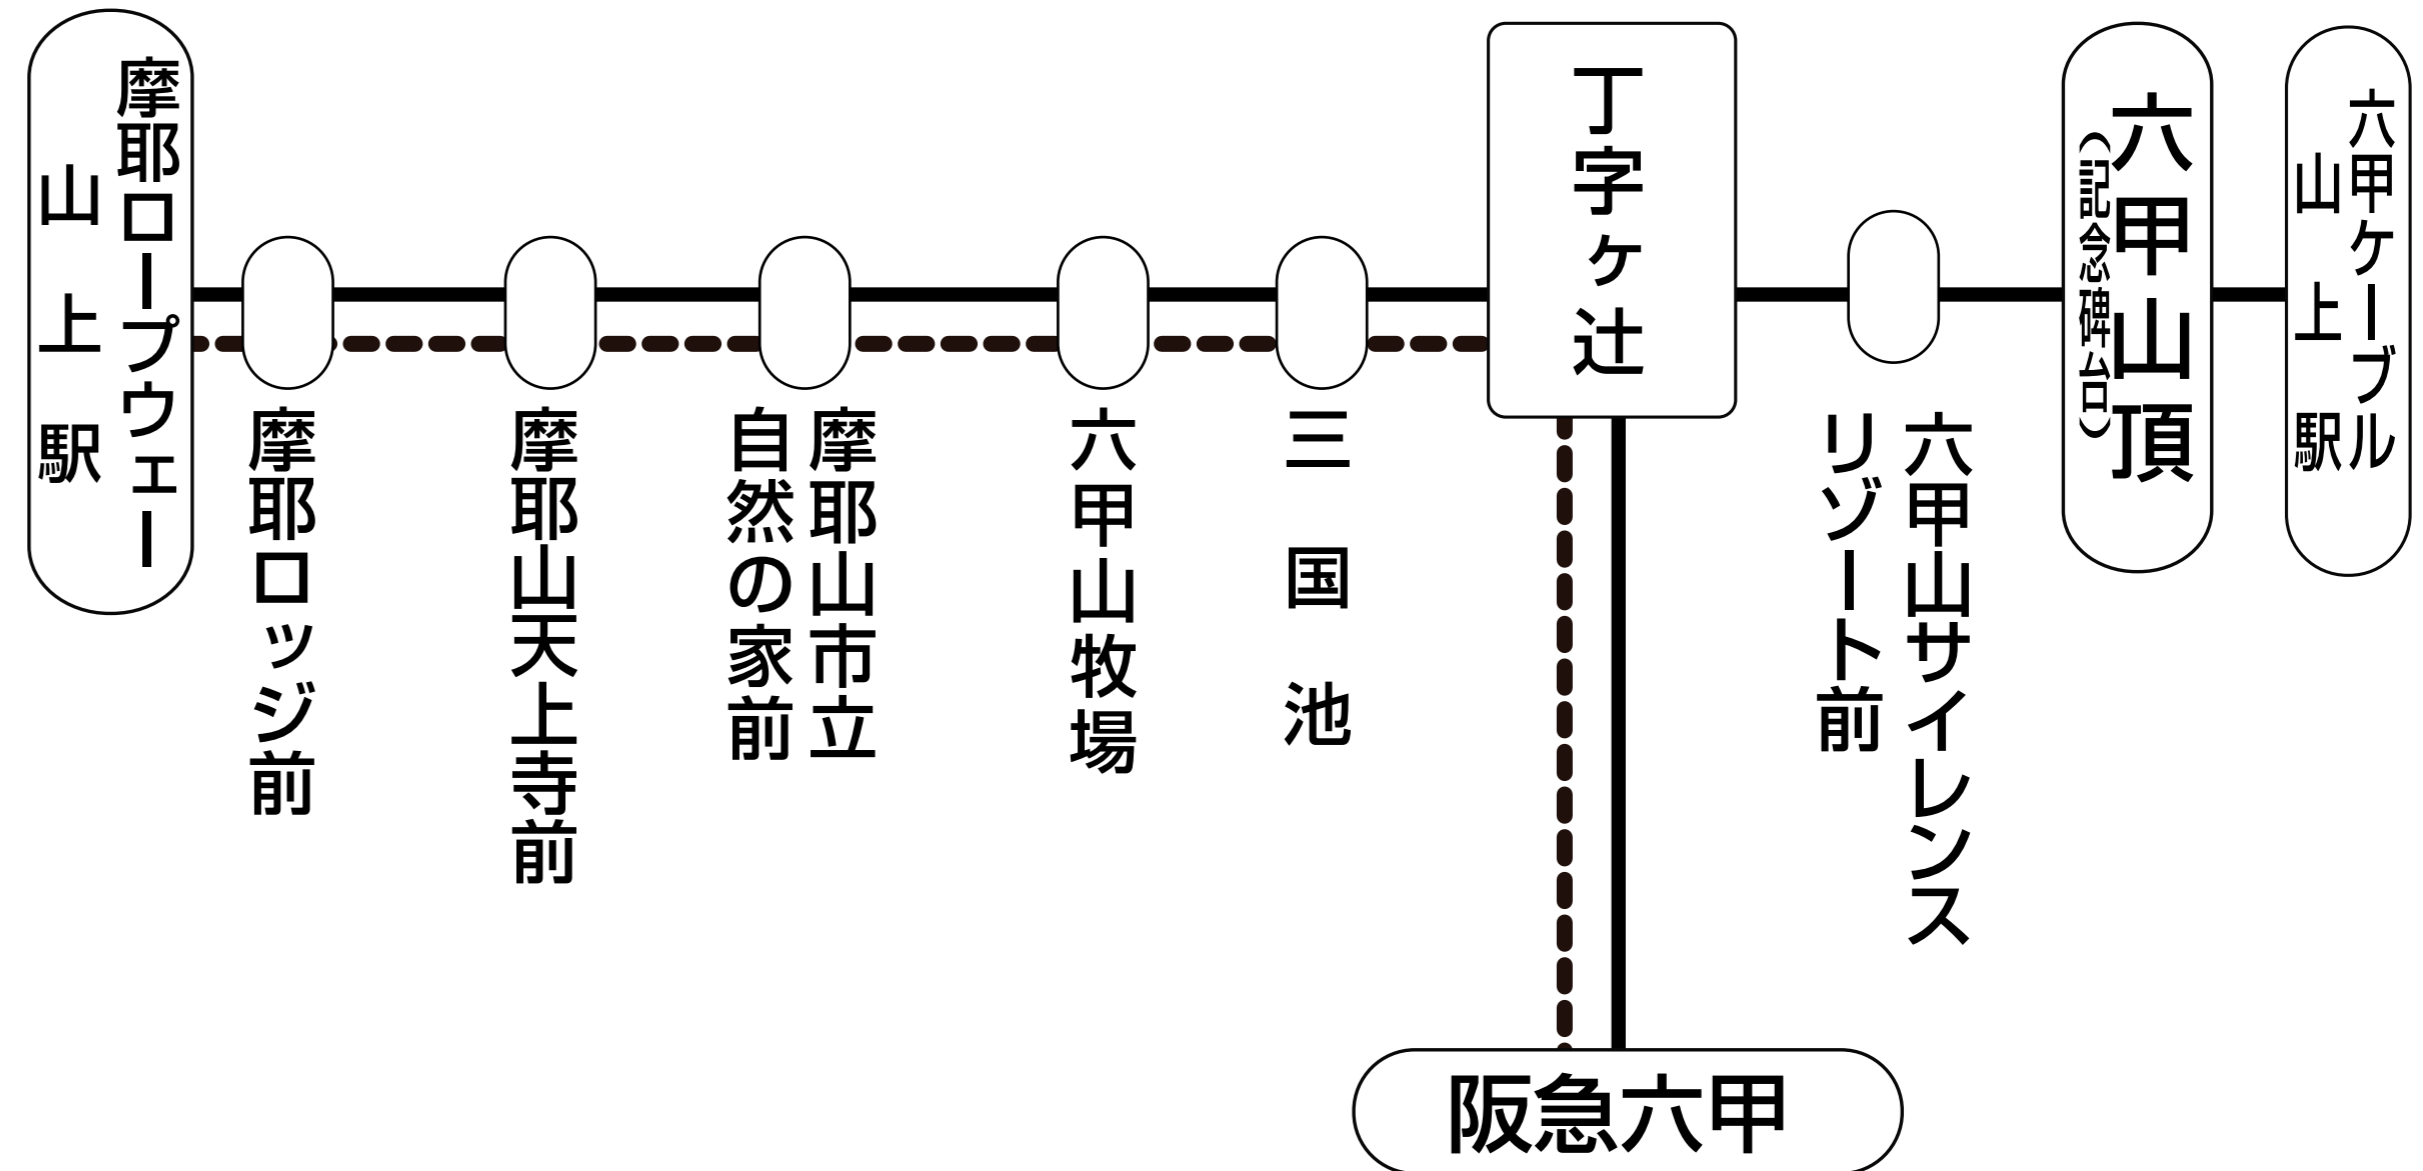 摩耶ロープウェー
山上駅
摩耶ロッジ前
摩耶山天上寺前
摩耶山市立
自然の家前
六甲山牧場
三国池
丁字ヶ辻
六甲山サイレンス
リゾート前
六甲山頂
（記念碑台）
六甲ケーブル
山上駅
阪急六甲